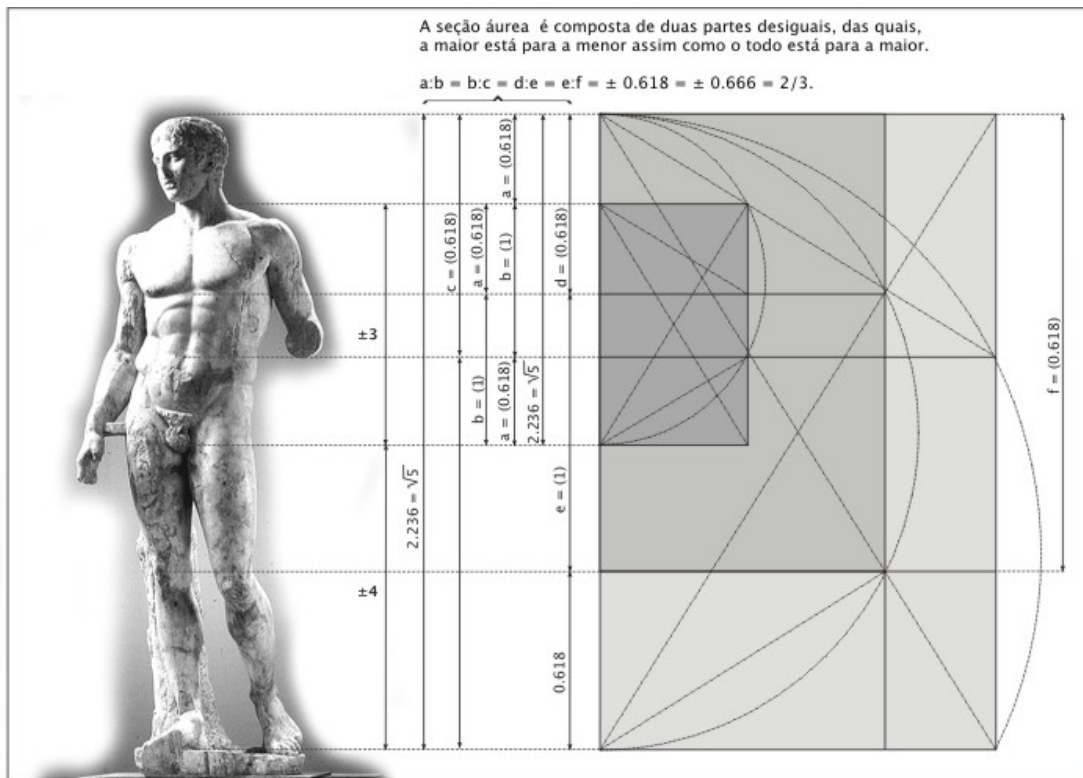 A seção áurea é composta de duas partes desiguais, das quais,
a maior está para a menor assim como o todo está para a maior.
a:b = b:c = d:e = e:f = ± 0.618 = ± 0.666 = 2/3.
a = (0.618)
c = (0.618)
a = (0.618)
b = (1)
d = (0.618)
±3
f = (0.618)
b = (1)
a = (0.618)
2.236 = √5
2.236 = √5
e = (1)
±4
0.618